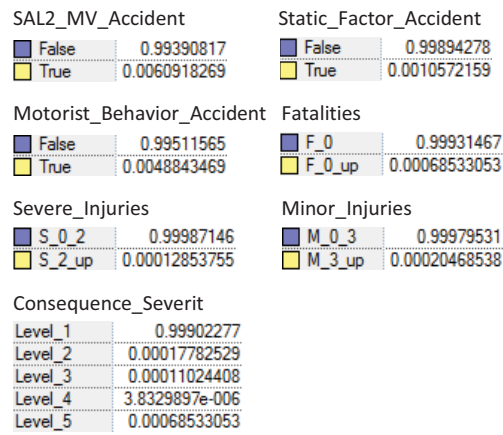 SAL2_MV_Accident Static_Factor_Accident
False 0.99390817 False 0.99894278
True 0.0060918269 True 0.0010572159
Motorist_Behavior_Accident Fatalities
False 0.99511565 F_0 0.99931467
True 0.0048843469 F_0_up 0.00068533053
Severe_Injuries Minor_Injuries
S_0_2 0.99987146 M_0_3 0.99979531
S_2_up 0.00012853755 M_3_up 0.00020468538
Consequence_Severit
Level_1 0.99902277
Level_2 0.00017782529
Level_3 0.00011024408
Level_4 3.8329897e-006
Level_5 0.00068533053